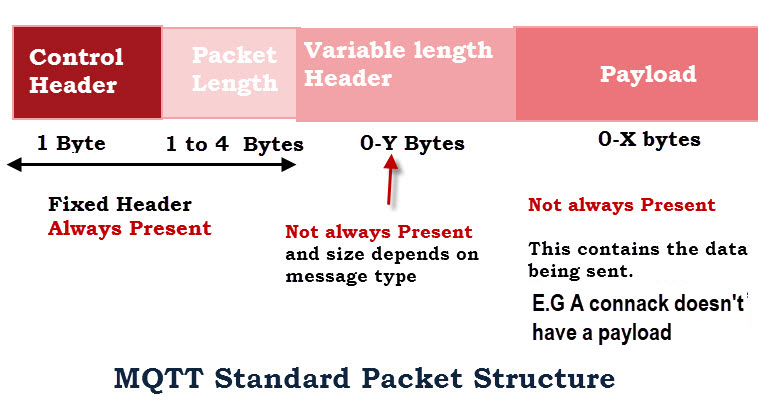 Control
Header
Packet
Length
Variable length
Header
Payload
1 Byte
1 to 4 Bytes
0-Y Bytes
0-X bytes
Fixed Header
Always Present
Not always Present
and size depends on
message type
Not always Present
This contains the data
being sent.
E.G A connack doesn't
have a payload
MQTT Standard Packet Structure